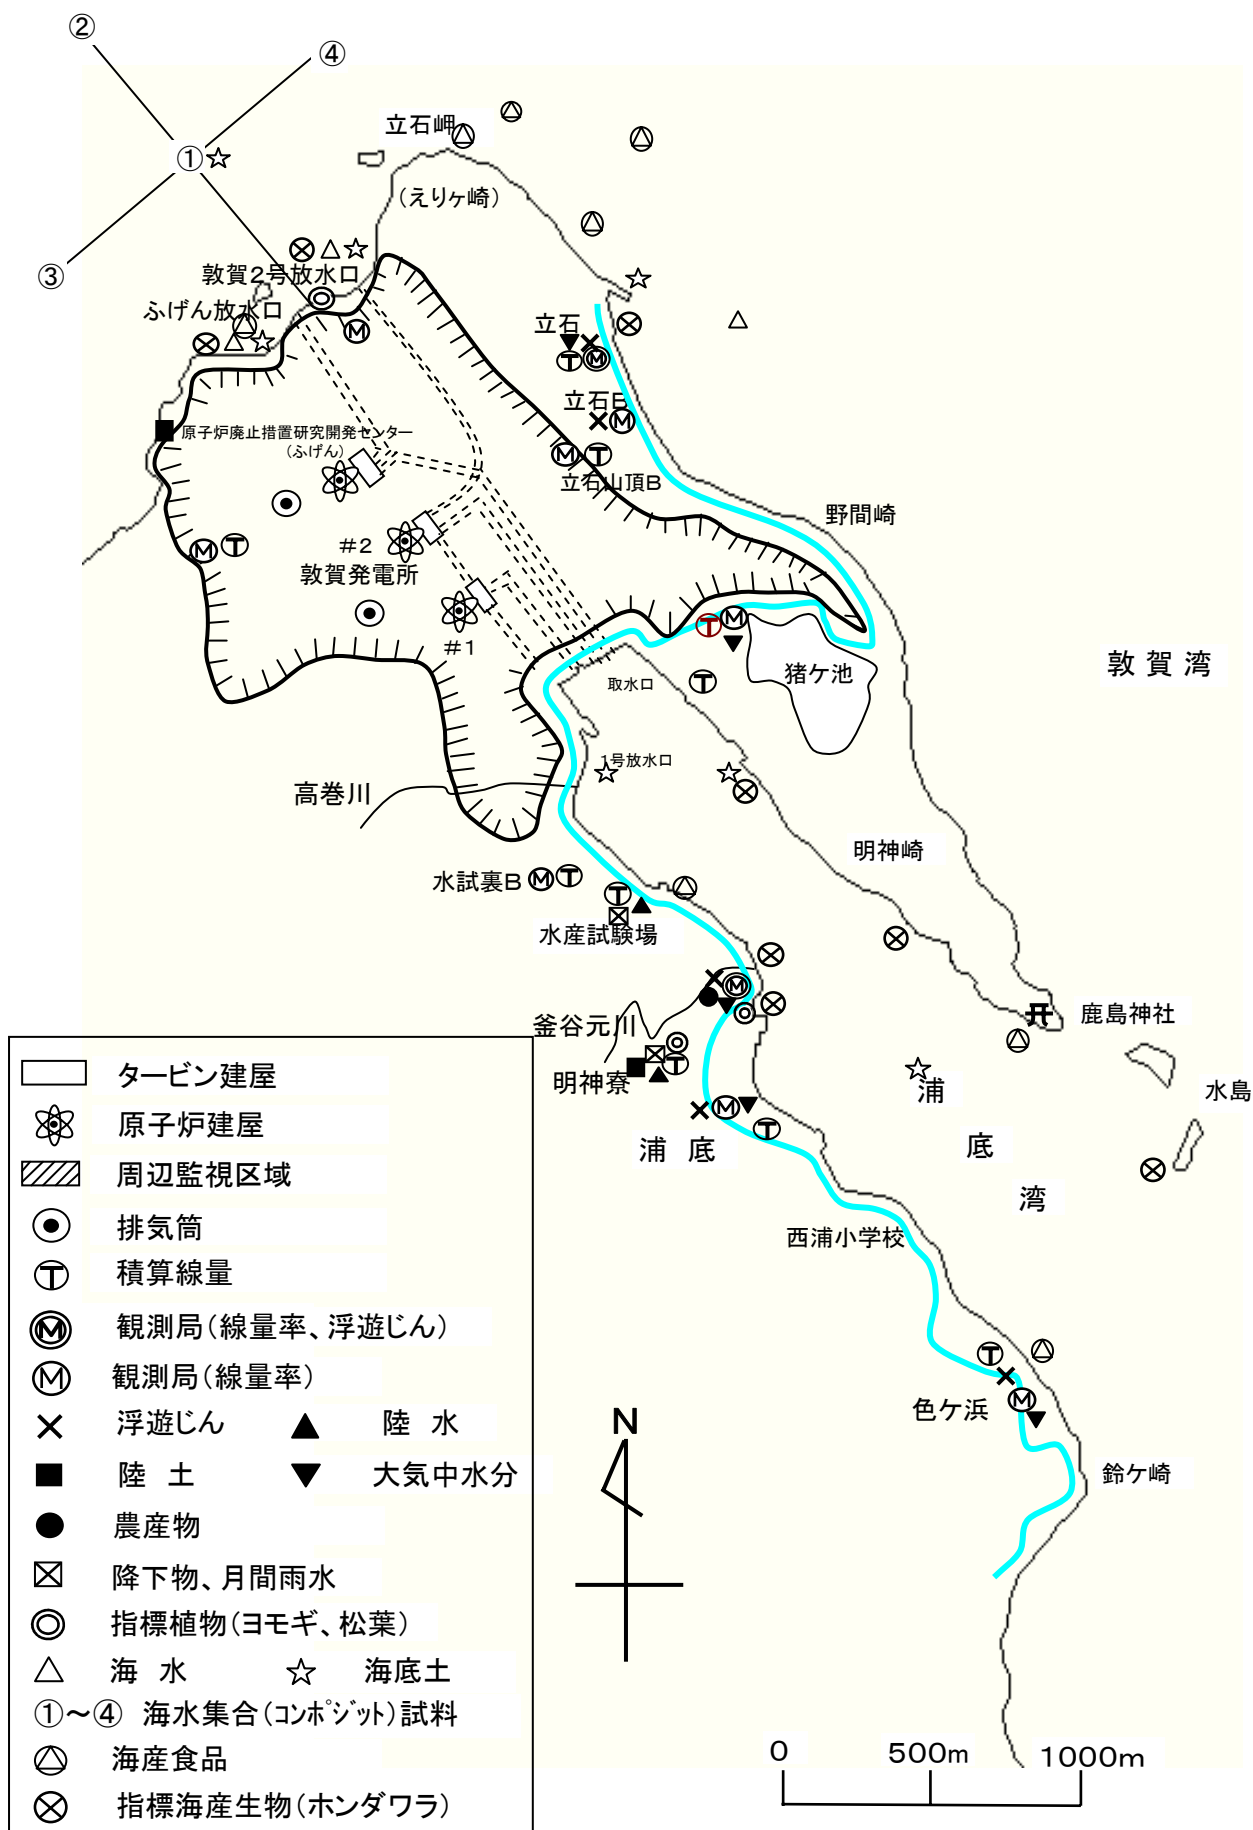 ②
④
立石岬
①
(えりヶ崎)
③
敦賀2号放水口
ふげん放水口
立石
立石B
原子炉廃止措置研究開発センター
(ふげん)
立石山頂B
野間崎
#2
敦賀発電所
#1
猪ケ池
敦賀湾
取水口
1号放水口
高巻川
明神崎
水試裏B
水産試験場
釜谷元川
鹿島神社
明神寮
水島
浦底
浦底湾
西浦小学校
色ケ浜
鈴ケ崎
N
タービン建屋
原子炉建屋
周辺監視区域
排気筒
T 積算線量
M 観測局(線量率、浮遊じん)
M 観測局(線量率)
浮遊じん 陸 水
陸 土 大気中水分
農産物
降下物、月間雨水
指標植物(ヨモギ、松葉)
海 水 海底土
①~④ 海水集合(コンポジット)試料
海産食品
指標海産生物(ホンダワラ)
0 500m 1000m